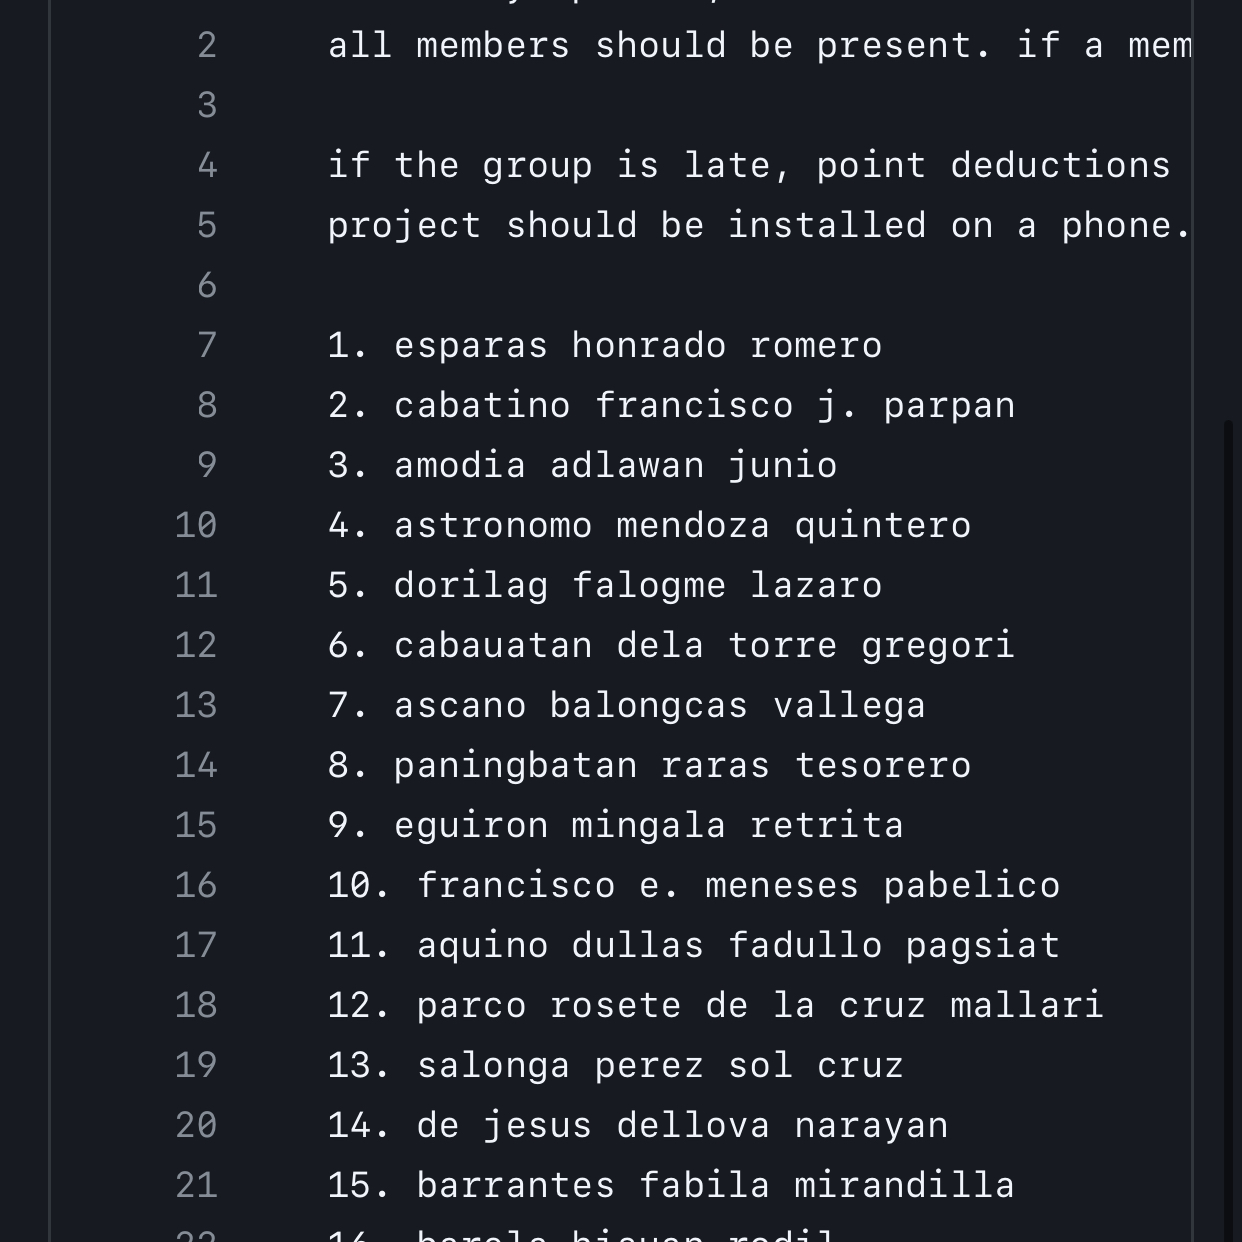 2 all members should be present. if a mem
3
4 if the group is late, point deductions
5 project should be installed on a phone.
6
7 1. esparas honrado romero
8 2. cabatino francisco j. parpan
9 3. amodia adlawan junio
10 4. astronomo mendoza quintero
11 5. dorilag falogme lazaro
12 6. cabauatan dela torre gregori
13 7. ascano balongcas vallega
14 8. paningbatan raras tesorero
15 9. eguiron mingala retrita
16 10. francisco e. meneses pabelico
17 11. aquino dullas fadullo pagsiat
18 12. parco rosete de la cruz mallari
19 13. salonga perez sol cruz
20 14. de jesus dellova narayan
21 15. barrantes fabila mirandilla